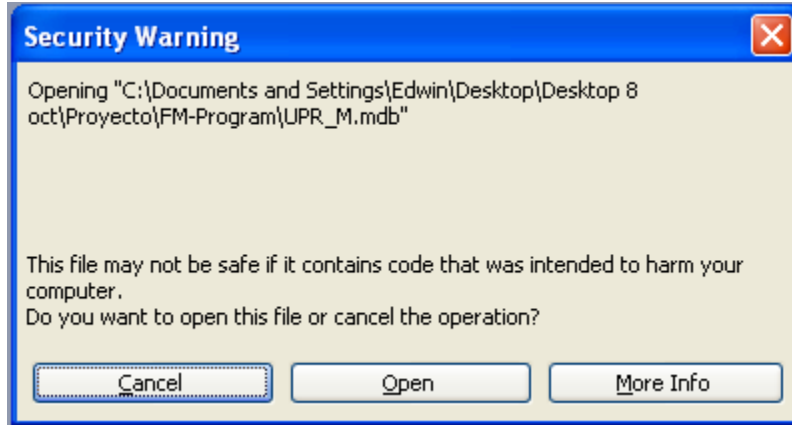 Security Warning
Opening "C:\Documents and Settings\Edwin\Desktop\Desktop 8
oct\Proyecto\FM-Program\UPR_M.mdb"
This file may not be safe if it contains code that was intended to harm your
computer.
Do you want to open this file or cancel the operation?
Cancel Open More Info